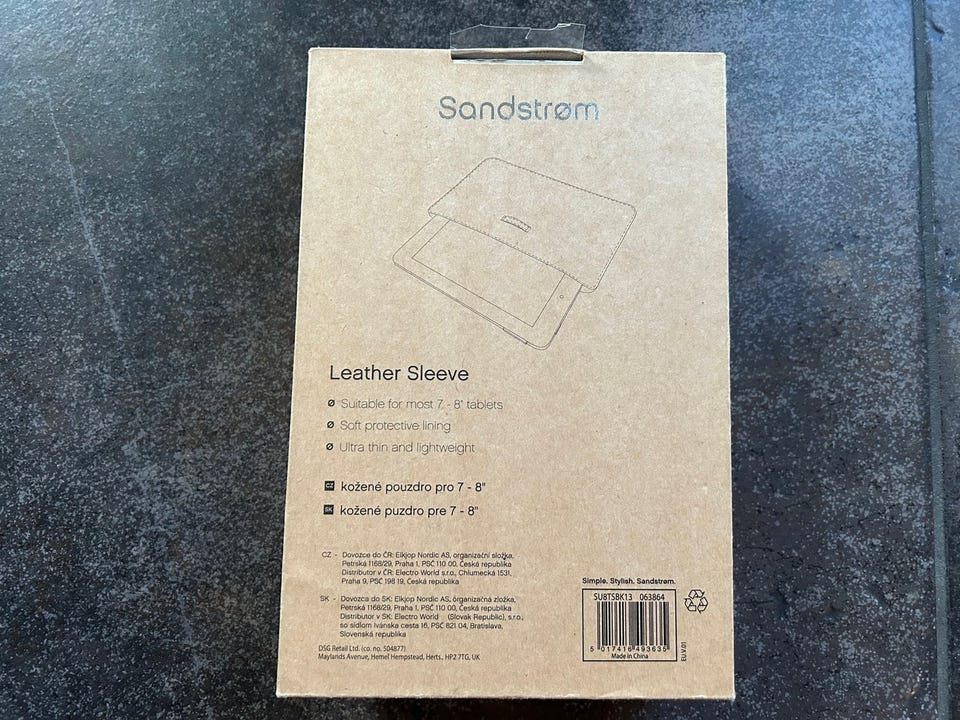 Sandstrøm
Leather Sleeve
Ø Suitable for most 7 - 8" tablets
Ø Soft protective lining
Ø Ultra thin and lightweight
CZ kožené pouzdro pro 7 - 8"
SK kožené puzdro pre 7 - 8"
CZ - Dovozce do ČR: Elkjop Nordic AS, organizační složka,
Petrská 1168/29, Praha 1, PSČ 110 00, Česká republika
Distributor v ČR: Electro World s.r.o., Chlumecká 1531,
Praha 9, PSČ 198 19, Česká republika
SK - Dovozca do SK: Elkjop Nordic AS, organizačná zložka,
Petrská 1168/29, Praha 1, PSČ 110 00, Česká republika
Distributor v SK: Electro World (Slovak Republic), s.r.o.,
so sídlom Ivánska cesta 16, PSČ 821 04, Bratislava,
Slovenská republika
DSG Retail Ltd. (co. no. 504877)
Maylands Avenue, Hemel Hempstead, Herts., HP2 7TG, UK
Simple. Stylish. Sandstrøm.
SU8TSBK13 063864
5 017416 493635
Made in China
EU.V.01